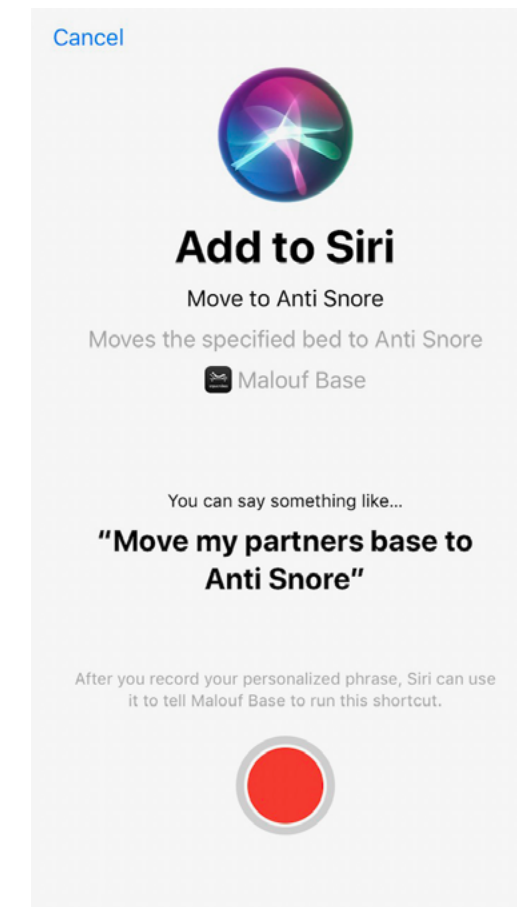 Cancel
Add to Siri
Move to Anti Snore
Moves the specified bed to Anti Snore
Malouf Base
You can say something like...
“Move my partners base to
Anti Snore”
After you record your personalized phrase, Siri can use
it to tell Malouf Base to run this shortcut.